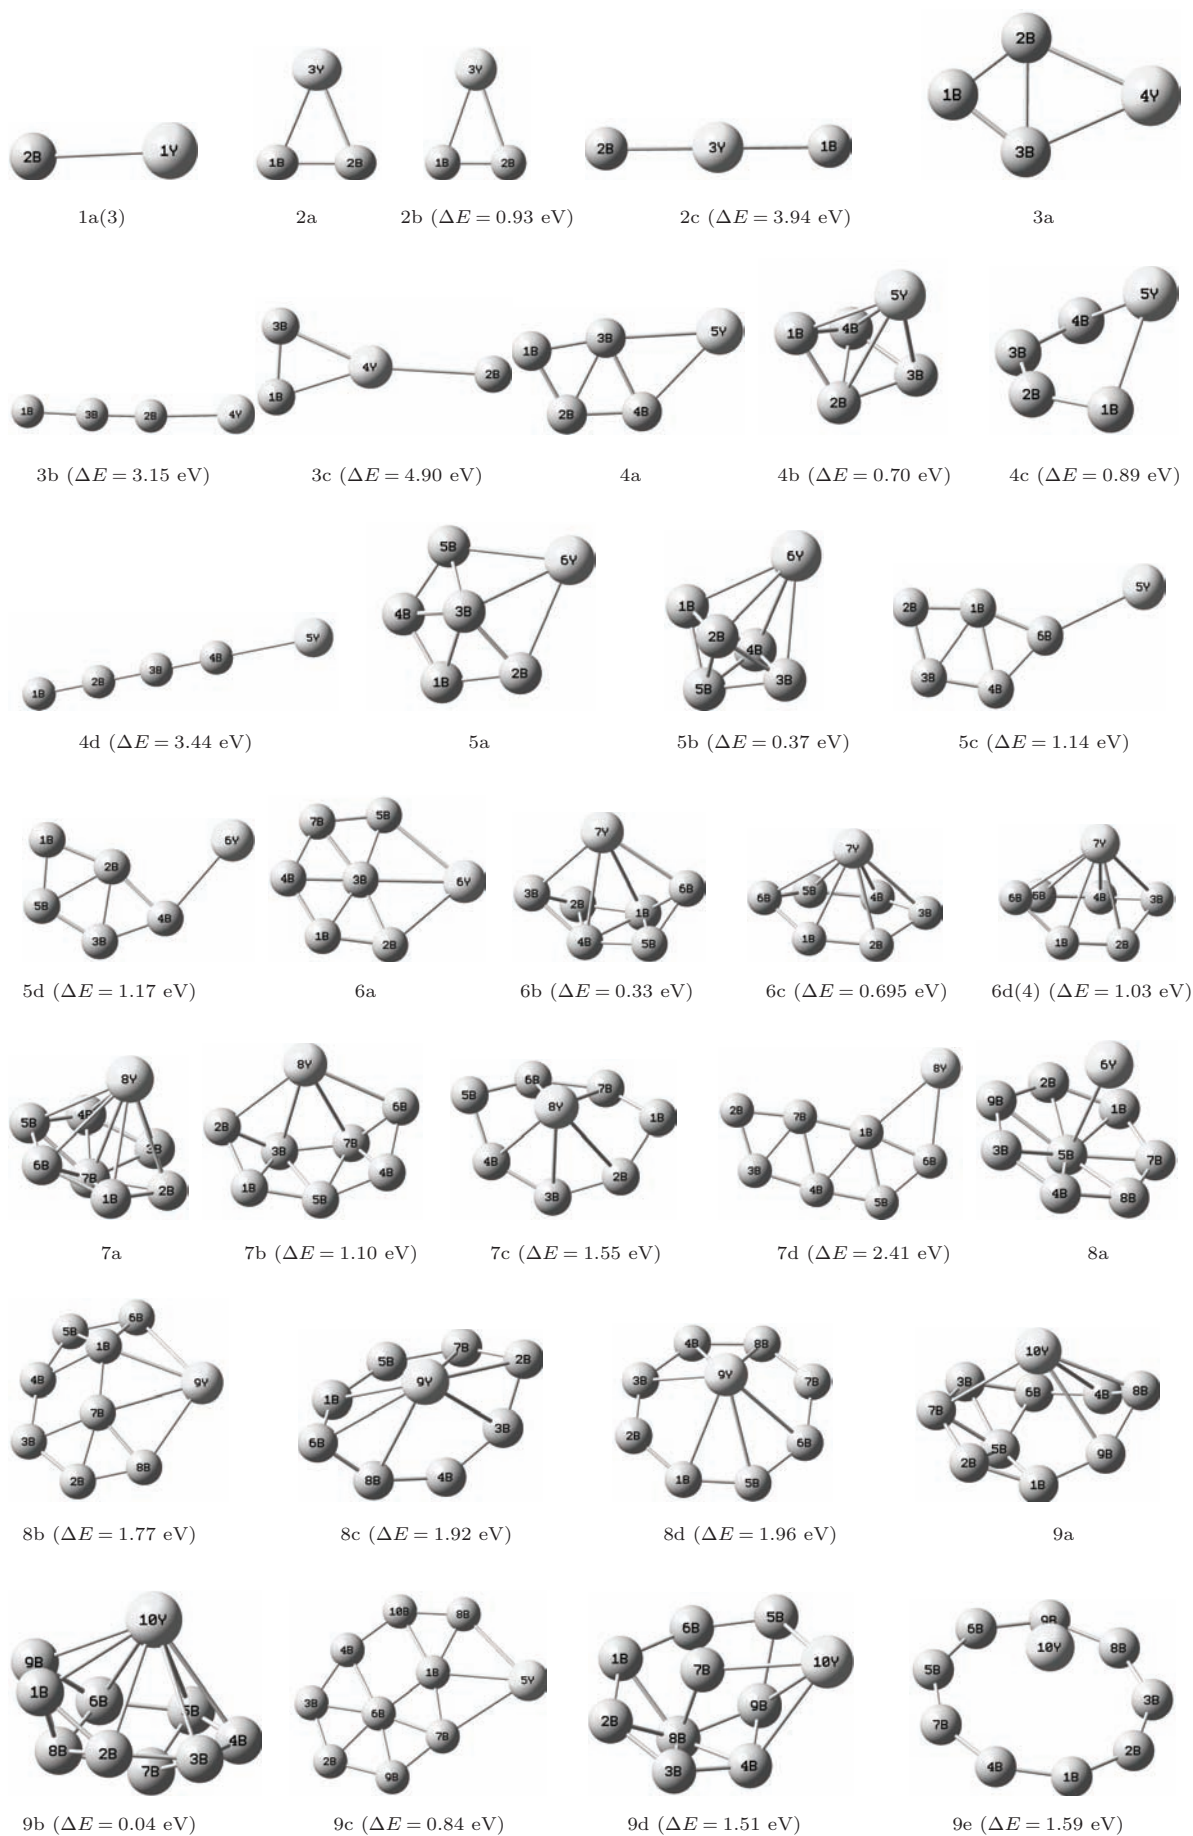 2B 1Y
3Y 1B 2B
3Y 1B 2B
2B 3Y 1B
2B 1B 4Y 3B
1a(3) 2a 2b (ΔE = 0.93 eV) 2c (ΔE = 3.94 eV) 3a
1B 3B 2B 4Y
3B 4Y 2B 1B
1B 3B 5Y 2B 4B
5Y 1B 4B 3B 2B
5Y 4B 3B 2B 1B
3b (ΔE = 3.15 eV) 3c (ΔE = 4.90 eV) 4a 4b (ΔE = 0.70 eV) 4c (ΔE = 0.89 eV)
1B 2B 3B 4B 5Y
5B 6Y 4B 3B 1B 2B
6Y 1B 2B 4B 5B 3B
5Y 2B 1B 6B 3B 4B
4d (ΔE = 3.44 eV) 5a 5b (ΔE = 0.37 eV) 5c (ΔE = 1.14 eV)
1B 6Y 2B 5B 4B 3B
7B 5B 4B 3B 6Y 1B 2B
7Y 3B 2B 6B 1B 4B 5B
7Y 6B 5B 4B 3B 1B 2B
7Y 6B 5B 4B 3B 1B 2B
5d (ΔE = 1.17 eV) 6a 6b (ΔE = 0.33 eV) 6c (ΔE = 0.695 eV) 6d(4) (ΔE = 1.03 eV)
8Y 5B 4B 3B 6B 7B 1B 2B
8Y 2B 6B 3B 7B 4B 1B 5B
5B 6B 7B 8Y 1B 4B 2B 3B
8Y 2B 7B 1B 3B 4B 6B 5B
6Y 2B 9B 1B 3B 5B 7B 4B 8B
7a 7b (ΔE = 1.10 eV) 7c (ΔE = 1.55 eV) 7d (ΔE = 2.41 eV) 8a
6B 5B 1B 4B 9Y 7B 3B 2B 8B
5B 7B 2B 9Y 1B 3B 6B 8B 4B
4B 8B 3B 9Y 7B 2B 6B 1B 5B
10Y 3B 6B 4B 8B 7B 5B 2B 9B 1B
8b (ΔE = 1.77 eV) 8c (ΔE = 1.92 eV) 8d (ΔE = 1.96 eV) 9a
10Y 9B 1B 6B 5B 4B 8B 2B 7B 3B
10B 8B 4B 1B 5Y 3B 6B 7B 2B 9B
5B 6B 1B 7B 10Y 2B 9B 8B 3B 4B
6B 9B 10Y 8B 5B 3B 7B 2B 4B 1B
9b (ΔE = 0.04 eV) 9c (ΔE = 0.84 eV) 9d (ΔE = 1.51 eV) 9e (ΔE = 1.59 eV)